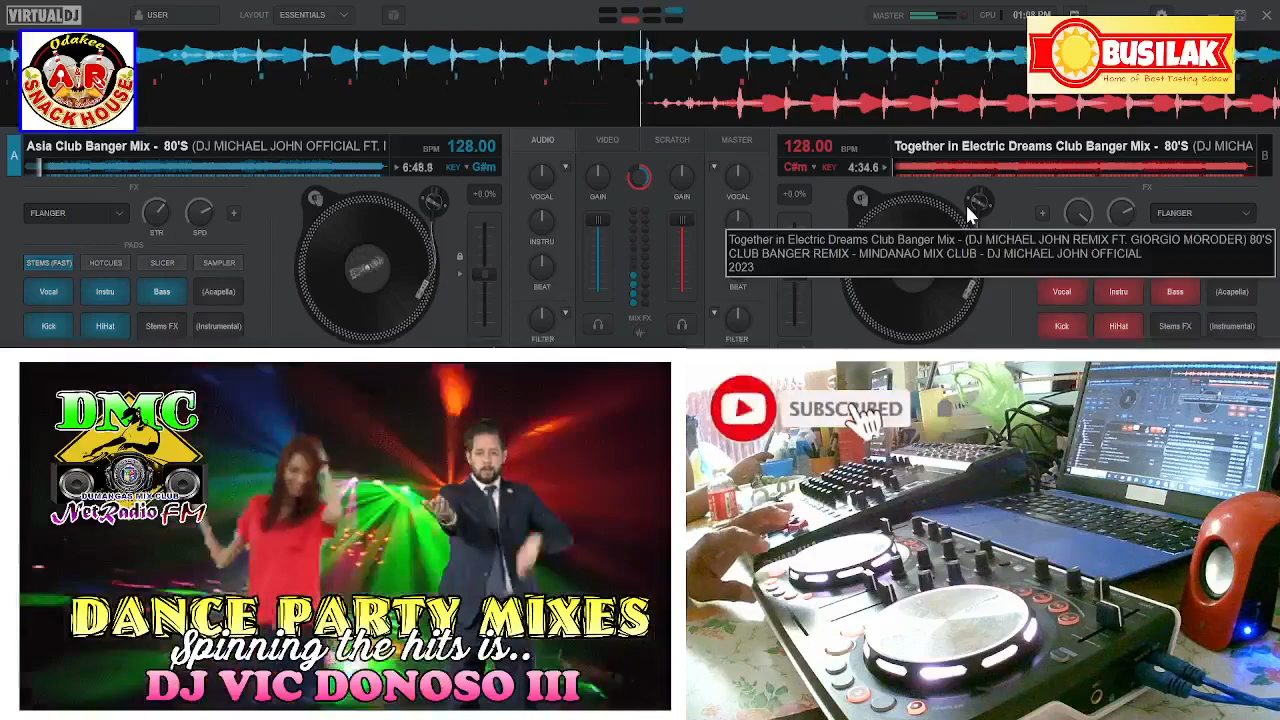 VIRTUALDJ
USER
LAYOUT
ESSENTIALS
MASTER
CPU
01:08 PM
Odakee
A&R
SNACK HOUSE
BUSILAK
Home of Best Tasting Sabaw
A
Asia Club Banger Mix - 80'S (DJ MICHAEL JOHN OFFICIAL FT. I
BPM
128.00
6:48.8
KEY
G#m
AUDIO
VIDEO
SCRATCH
MASTER
128.00
BPM
C#m
KEY
4:34.6
Together in Electric Dreams Club Banger Mix - 80'S (DJ MICHA
B
FX
FLANGER
STR
SPD
+
PADS
STEMS (FAST)
HOTCUES
SLICER
SAMPLER
Vocal
Instru
Bass
(Acapella)
Kick
HiHat
Stems FX
(Instrumental)
+0.0%
VOCAL
INSTRU
BEAT
FILTER
GAIN
GAIN
MIX FX
VOCAL
BEAT
FILTER
+0.0%
FX
+
FLANGER
Together in Electric Dreams Club Banger Mix - (DJ MICHAEL JOHN REMIX FT. GIORGIO MORODER) 80'S
CLUB BANGER REMIX - MINDANAO MIX CLUB - DJ MICHAEL JOHN OFFICIAL
2023
Vocal
Instru
Bass
(Acapella)
Kick
HiHat
Stems FX
(Instrumental)
DMC
DUMANGAS MIX CLUB
NetRadio FM
DANCE PARTY MIXES
Spinning the hits is..
DJ VIC DONOSO III
SUBSCRIBED